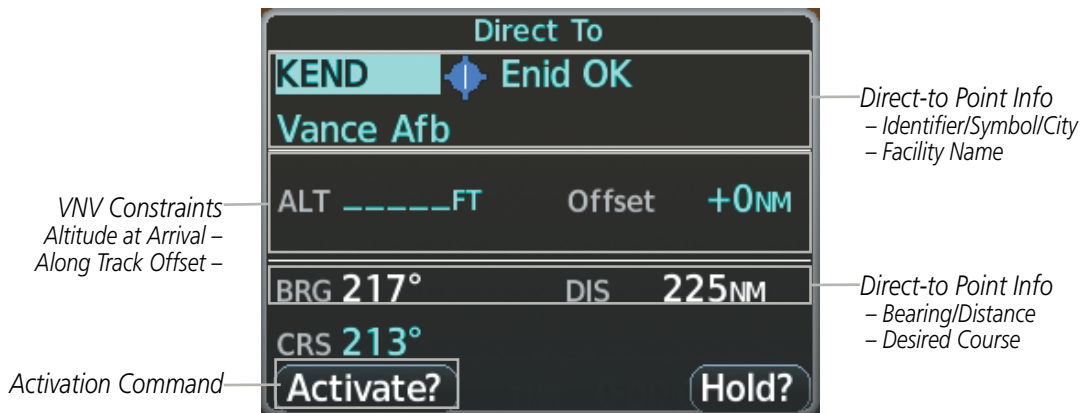 Direct To
KEND Enid OK
Vance Afb
Direct-to Point Info
– Identifier/Symbol/City
– Facility Name
VNV Constraints
Altitude at Arrival –
Along Track Offset –
ALT _____FT Offset +0NM
BRG 217° DIS 225NM
Direct-to Point Info
– Bearing/Distance
– Desired Course
CRS 213°
Activation Command
Activate? Hold?